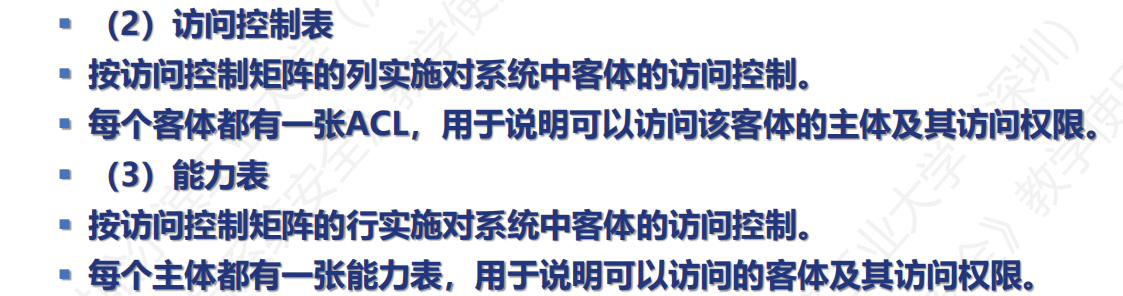 ▪ （2）访问控制表
▪ 按访问控制矩阵的列实施对系统中客体的访问控制。
▪ 每个客体都有一张ACL，用于说明可以访问该客体的主体及其访问权限。
▪ （3）能力表
▪ 按访问控制矩阵的行实施对系统中客体的访问控制。
▪ 每个主体都有一张能力表，用于说明可以访问的客体及其访问权限。